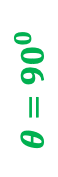 θ = 90⁰